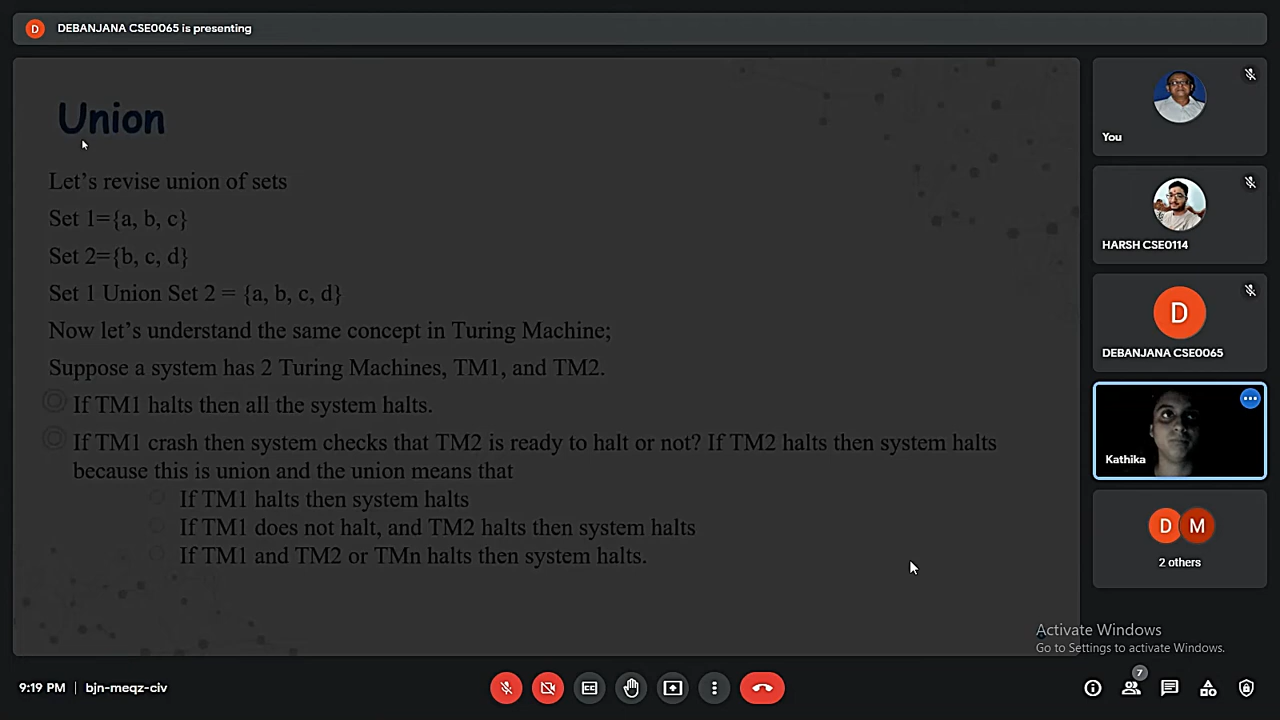 D DEBANJANA CSE0065 is presenting
Union
Let’s revise union of sets
Set 1={a, b, c}
Set 2={b, c, d}
Set 1 Union Set 2 = {a, b, c, d}
Now let’s understand the same concept in Turing Machine;
Suppose a system has 2 Turing Machines, TM1, and TM2.
If TM1 halts then all the system halts.
If TM1 crash then system checks that TM2 is ready to halt or not? If TM2 halts then system halts
because this is union and the union means that
If TM1 halts then system halts
If TM1 does not halt, and TM2 halts then system halts
If TM1 and TM2 or TMn halts then system halts.
You
HARSH CSE0114
D
DEBANJANA CSE0065
Kathika
D M
2 others
Activate Windows
Go to Settings to activate Windows.
9:19 PM | bjn-meqz-civ
CC
7